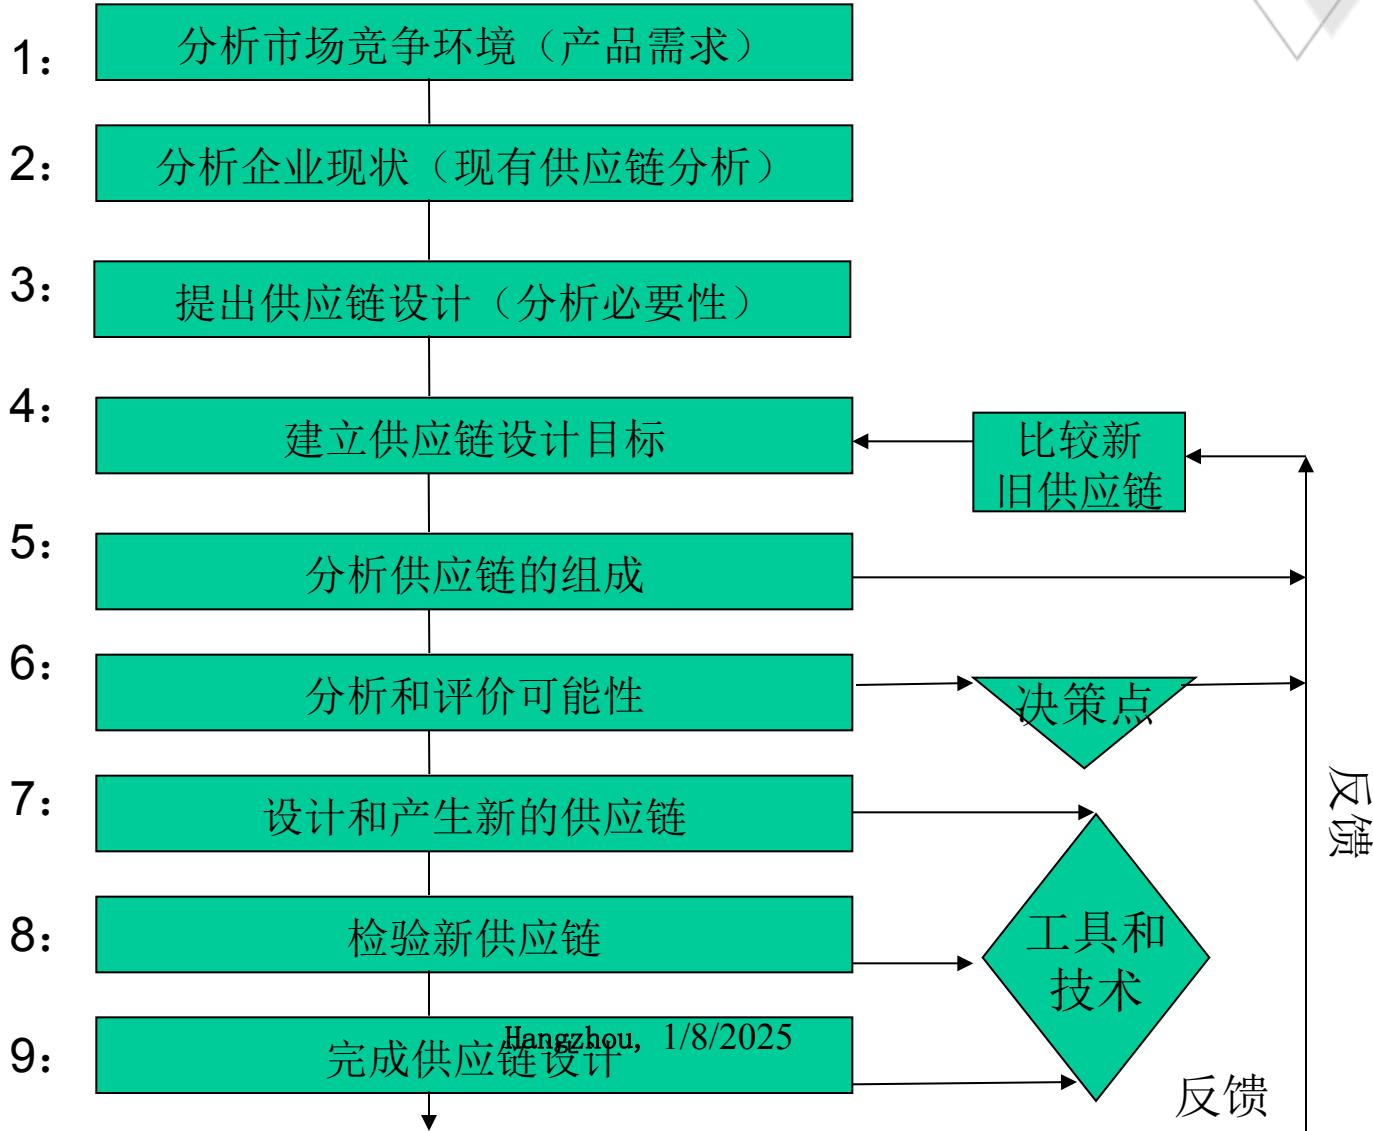 1：
分析市场竞争环境（产品需求）
2：
分析企业现状（现有供应链分析）
3：
提出供应链设计（分析必要性）
4：
建立供应链设计目标
比较新
旧供应链
5：
分析供应链的组成
6：
分析和评价可能性
决策点
7：
设计和产生新的供应链
反馈
8：
检验新供应链
工具和
技术
9：
完成供应链设计
Hangzhou, 1/8/2025
反馈